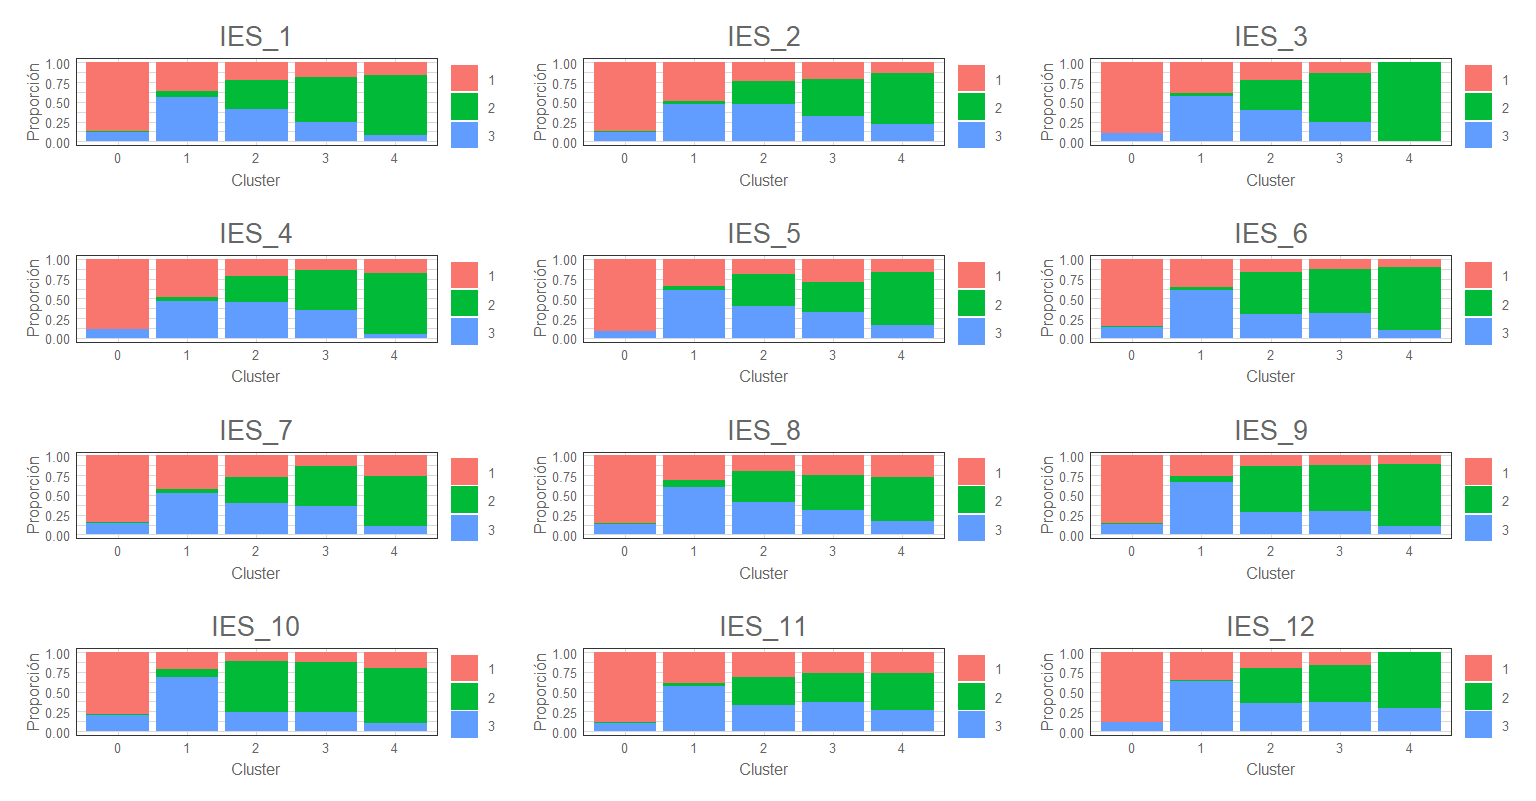 IES_1
Proporción
1.00
0.75
0.50
0.25
0.00
0 1 2 3 4
Cluster
1
2
3
IES_2
Proporción
1.00
0.75
0.50
0.25
0.00
0 1 2 3 4
Cluster
1
2
3
IES_3
Proporción
1.00
0.75
0.50
0.25
0.00
0 1 2 3 4
Cluster
1
2
3
IES_4
Proporción
1.00
0.75
0.50
0.25
0.00
0 1 2 3 4
Cluster
1
2
3
IES_5
Proporción
1.00
0.75
0.50
0.25
0.00
0 1 2 3 4
Cluster
1
2
3
IES_6
Proporción
1.00
0.75
0.50
0.25
0.00
0 1 2 3 4
Cluster
1
2
3
IES_7
Proporción
1.00
0.75
0.50
0.25
0.00
0 1 2 3 4
Cluster
1
2
3
IES_8
Proporción
1.00
0.75
0.50
0.25
0.00
0 1 2 3 4
Cluster
1
2
3
IES_9
Proporción
1.00
0.75
0.50
0.25
0.00
0 1 2 3 4
Cluster
1
2
3
IES_10
Proporción
1.00
0.75
0.50
0.25
0.00
0 1 2 3 4
Cluster
1
2
3
IES_11
Proporción
1.00
0.75
0.50
0.25
0.00
0 1 2 3 4
Cluster
1
2
3
IES_12
Proporción
1.00
0.75
0.50
0.25
0.00
0 1 2 3 4
Cluster
1
2
3